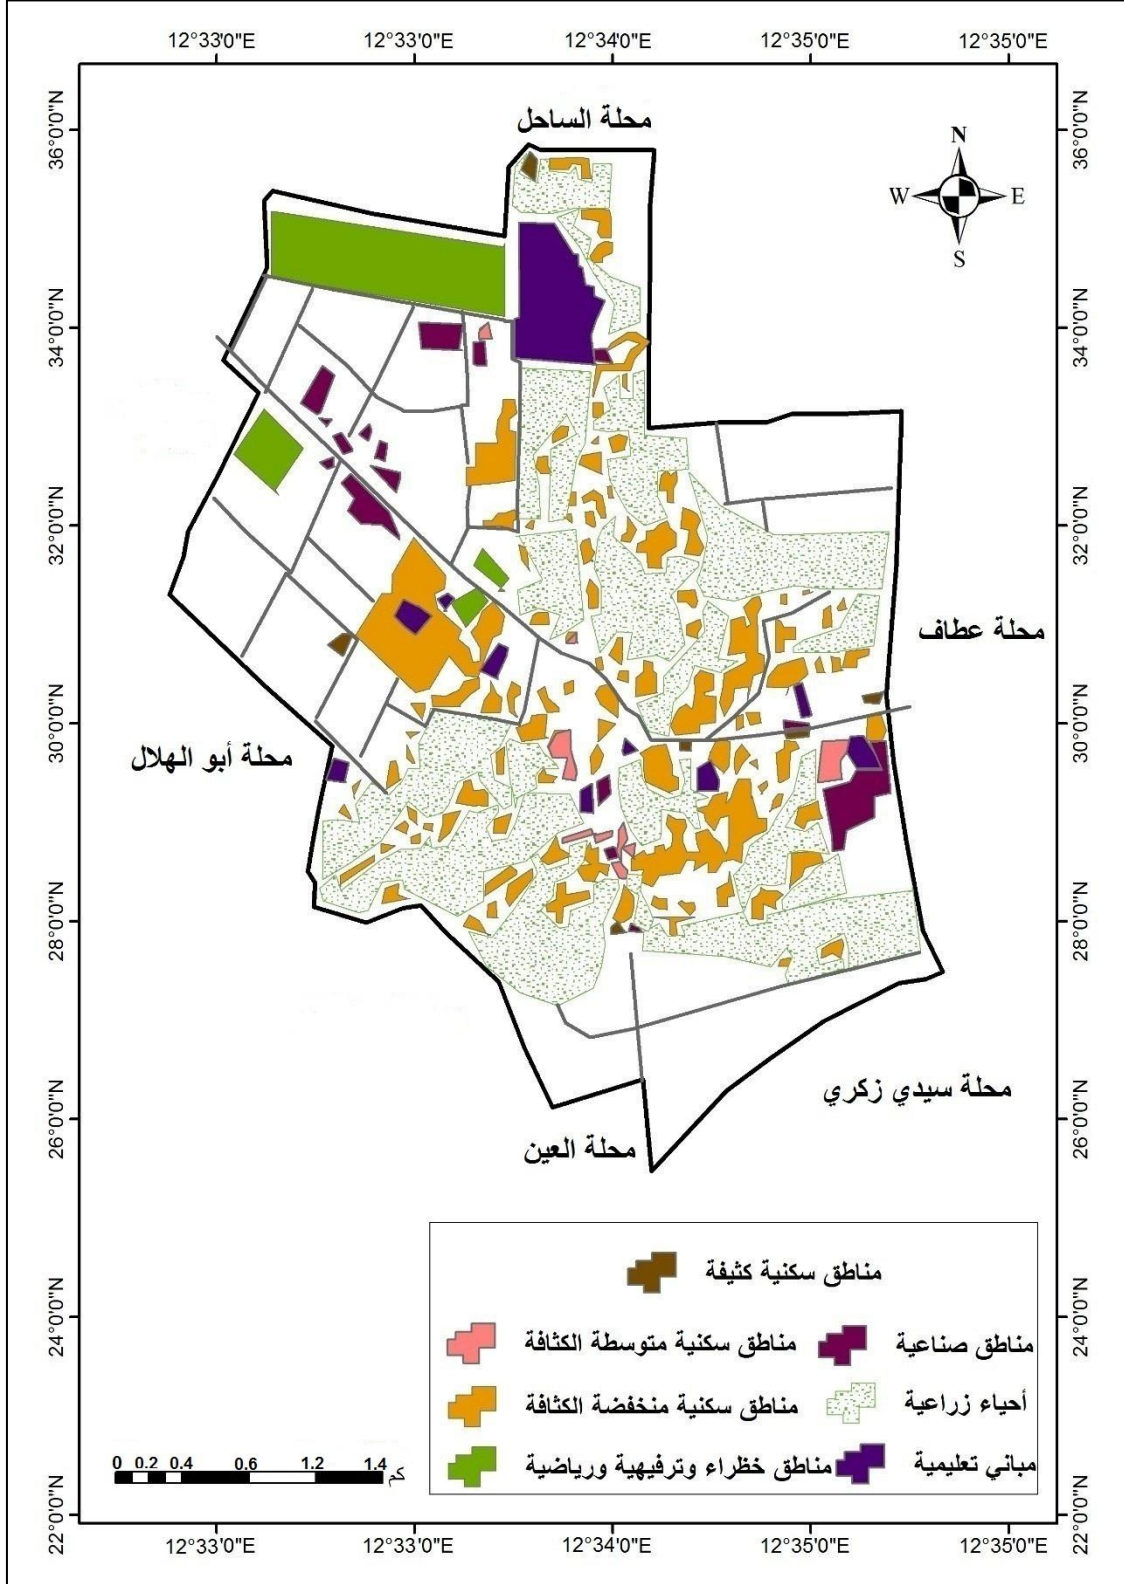 12°33'0"E 12°33'0"E 12°34'0"E 12°35'0"E 12°35'0"E
محلة الساحل
N
W E
S
36°0'0"N 36°0'0"N
34°0'0"N 34°0'0"N
32°0'0"N 32°0'0"N
محلة عطاف
30°0'0"N 30°0'0"N
محلة أبو الهلال
28°0'0"N 28°0'0"N
محلة سيدي زكري
26°0'0"N 26°0'0"N
محلة العين
مناطق سكنية كثيفة
24°0'0"N 24°0'0"N
مناطق صناعية مناطق سكنية متوسطة الكثافة
أحياء زراعية مناطق سكنية منخفضة الكثافة
مباني تعليمية مناطق خظراء وترفيهية ورياضية
0 0.2 0.4 0.6 1.2 1.4 كم
22°0'0"N 22°0'0"N
12°33'0"E 12°33'0"E 12°34'0"E 12°35'0"E 12°35'0"E